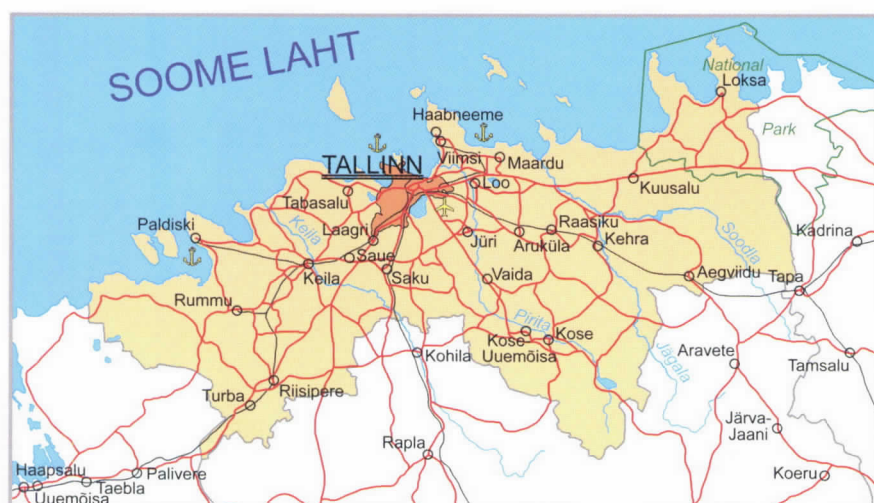 SOOME LAHT
National
Loksa
Park
Haabneeme
Viimsi
Maardu
TALLINN
Loo
Kuusalu
Tabasalu
Paldiski
Keila
Laagri
Jüri
Aruküla
Raasiku
Kehra
Soodla
Kadrina
Saue
Keila
Saku
Vaida
Aegviidu
Tapa
Rummu
Pirita
Kose-
Uuemõisa
Kose
Jägala
Kohila
Aravete
Tamsalu
Turba
Riisipere
Järva-
Jaani
Rapla
Haapsalu
Uuemõisa
Taebla
Palivere
Koeru